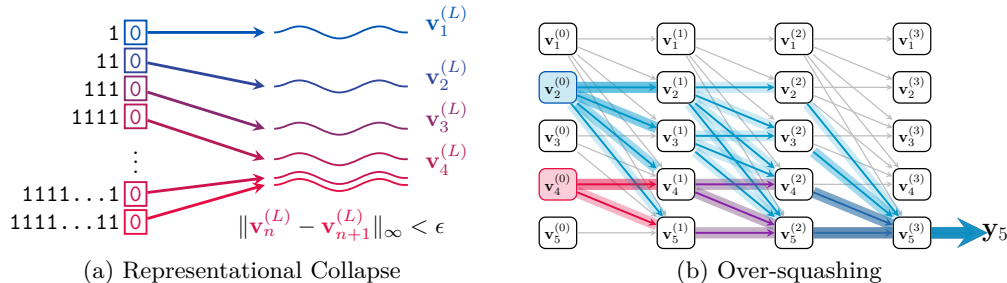 1 0
v_1^(L)
11 0
v_2^(L)
111 0
v_3^(L)
1111 0
v_4^(L)
⋮
1111...1 0
1111...11 0
‖v_n^(L) − v_{n+1}^(L)‖_∞ < ϵ
(a) Representational Collapse
v_1^(0) v_1^(1) v_1^(2) v_1^(3)
v_2^(0) v_2^(1) v_2^(2) v_2^(3)
v_3^(0) v_3^(1) v_3^(2) v_3^(3)
v_4^(0) v_4^(1) v_4^(2) v_4^(3)
v_5^(0) v_5^(1) v_5^(2) v_5^(3) y_5
(b) Over-squashing